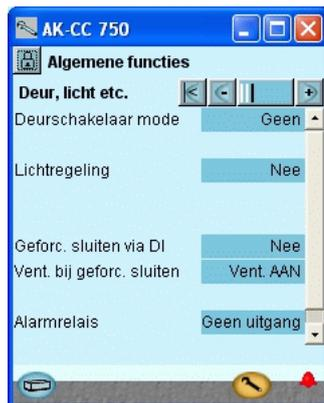 AK-CC 750
Algemene functies
Deur, licht etc.
Deurschakelaar mode Geen
Lichtregeling Nee
Geforc. sluiten via DI Nee
Vent. bij geforc. sluiten Vent. AAN
Alarmrelais Geen uitgang